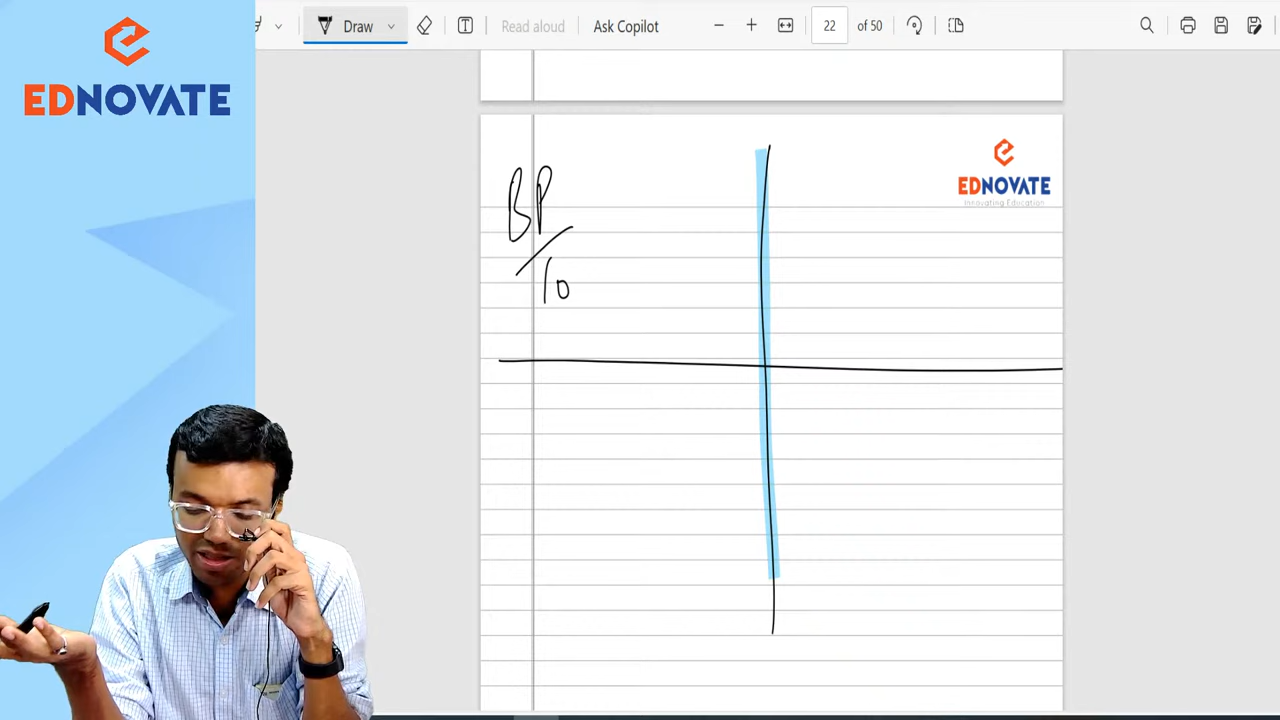 Draw
Read aloud
Ask Copilot
22
of 50
EDNOVATE
EDNOVATE
Innovating Education
BP
10